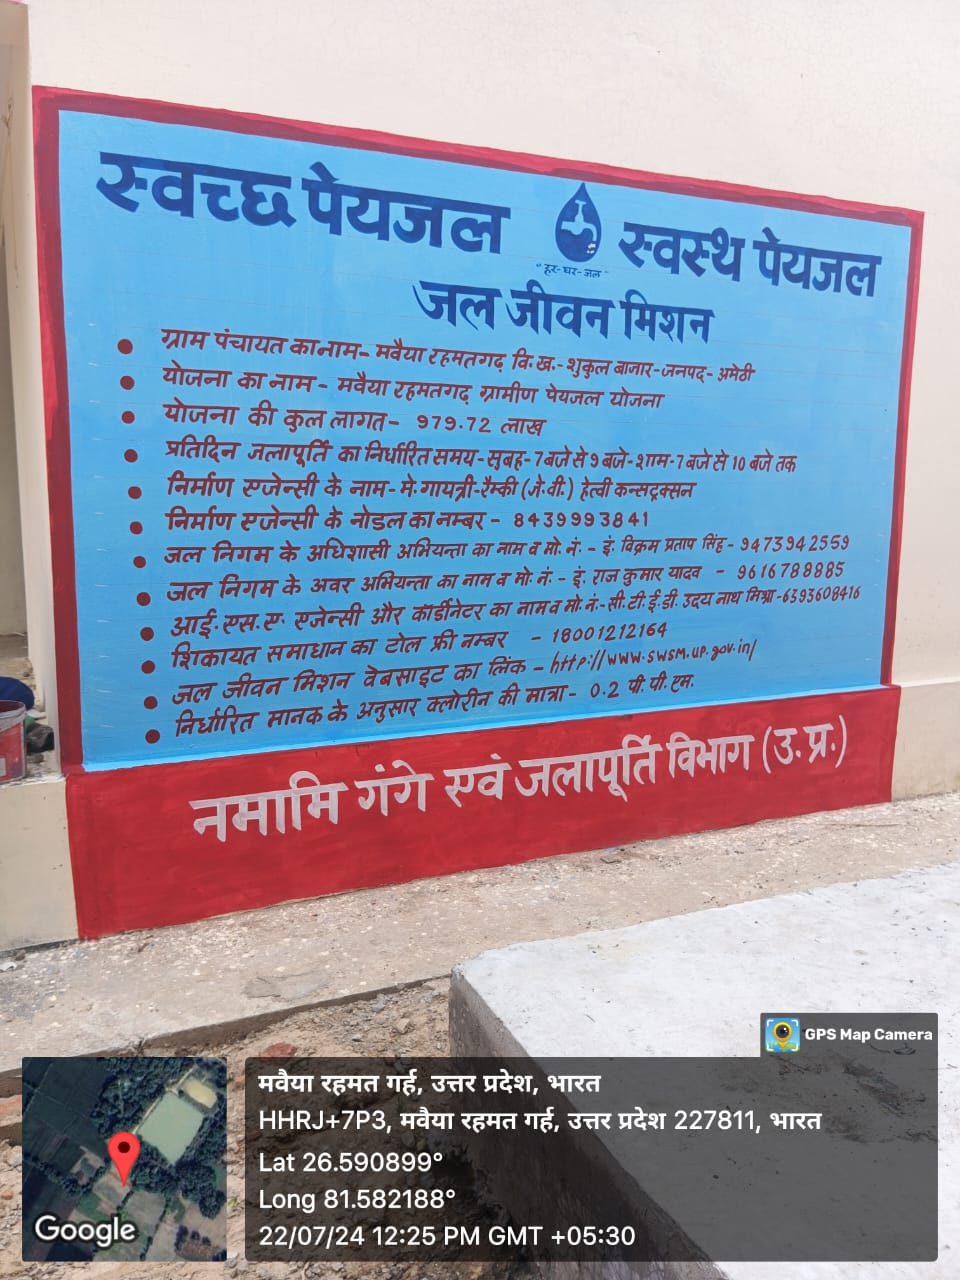 स्वच्छ पेयजल स्वस्थ पेयजल
"हर-घर-जल"
जल जीवन मिशन
ग्राम पंचायत का नाम- मवैया रहमतगढ़ वि.ख.-शुकुल बाजार-जनपद- अमेठी
योजना का नाम- मवैया रहमतगढ़ ग्रामीण पेयजल योजना
योजना की कुल लागत- 979.72 लाख
प्रतिदिन जलापूर्ति का निर्धारित समय-सुबह-7 बजे से 9 बजे-शाम-7 बजे से 10 बजे तक
निर्माण एजेन्सी के नाम-मे.गायत्री-रैम्की (जे.वी.) हेत्वी कन्सट्रक्सन
निर्माण एजेन्सी के नोडल का नम्बर- 8439993841
जल निगम के अधिशासी अभियन्ता का नाम व मो.नं.- इं. विक्रम प्रताप सिंह- 9473942559
जल निगम के अवर अभियन्ता का नाम व मो.नं.- इं. राज कुमार यादव - 9616788885
आई.एस.ए. एजेन्सी और कॉर्डीनेटर का नाम व मो.नं.-सी.टी.ई.डी. उदय नाथ मिश्रा-6393608416
शिकायत समाधान का टोल फ्री नम्बर - 18001212164
जल जीवन मिशन वेबसाइट का लिंक - http://www.swsm.up.gov.in/
निर्धारित मानक के अनुसार क्लोरीन की मात्रा- 0.2 पी.पी.एम.
नमामि गंगे एवं जलापूर्ति विभाग (उ.प्र.)
GPS Map Camera
मवैया रहमत गर्ह, उत्तर प्रदेश, भारत
HHRJ+7P3, मवैया रहमत गर्ह, उत्तर प्रदेश 227811, भारत
Lat 26.590899°
Long 81.582188°
22/07/24 12:25 PM GMT +05:30
Google